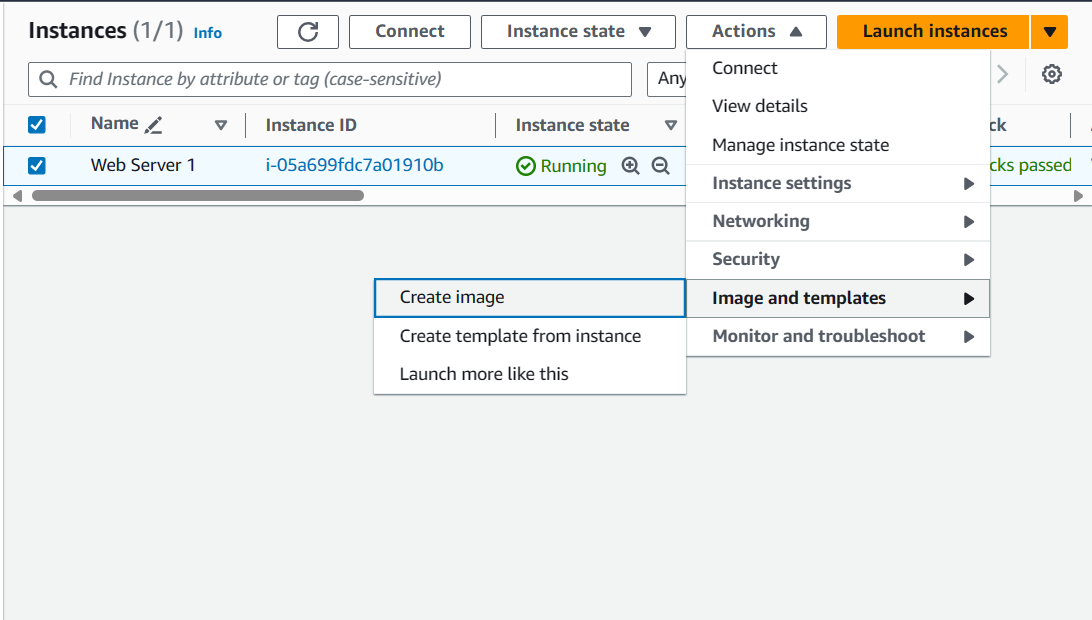 Instances (1/1) Info Connect Instance state Actions Launch instances
Find Instance by attribute or tag (case-sensitive) Any
Name Instance ID Instance state ck
Web Server 1 i-05a699fdc7a01910b Running cks passed
Connect
View details
Manage instance state
Instance settings
Networking
Security
Image and templates
Monitor and troubleshoot
Create image
Create template from instance
Launch more like this